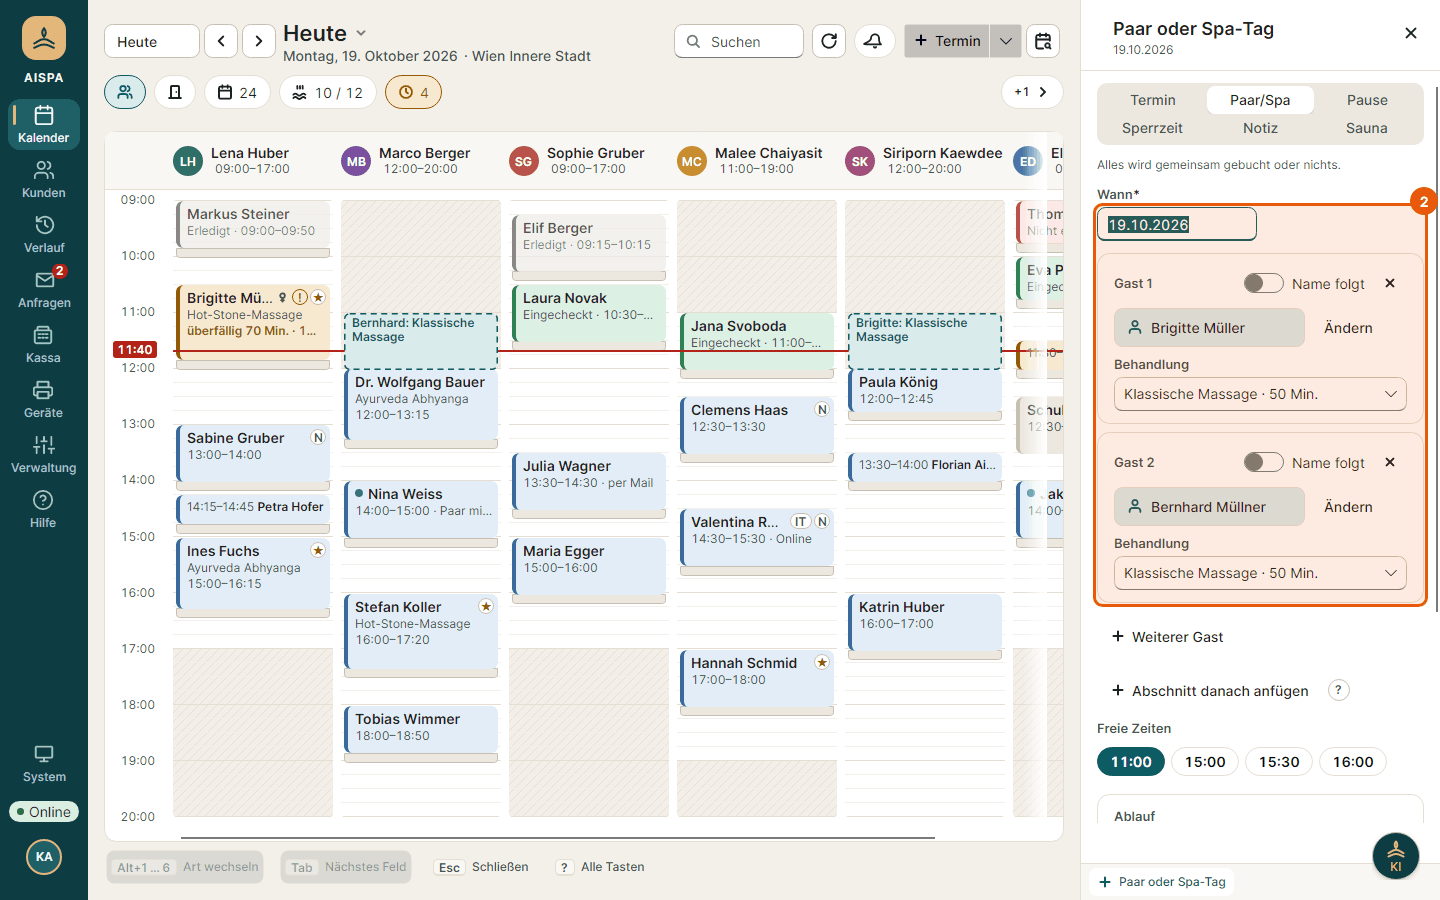 AISPA
Kalender
Kunden
Verlauf
2
Anfragen
Kassa
Geräte
Verwaltung
Hilfe
System
Online
KA
Heute
Heute
Montag, 19. Oktober 2026 · Wien Innere Stadt
Suchen
+ Termin
24
10 / 12
4
+1
LH Lena Huber
09:00–17:00
MB Marco Berger
12:00–20:00
SG Sophie Gruber
09:00–17:00
MC Malee Chaiyasit
11:00–19:00
SK Siriporn Kaewdee
12:00–20:00
ED
09:00
10:00
11:00
11:40
12:00
13:00
14:00
15:00
16:00
17:00
18:00
19:00
20:00
Markus Steiner
Erledigt · 09:00–09:50
Brigitte Mü... ! ★
Hot-Stone-Massage
überfällig 70 Min. · 1...
Sabine Gruber N
13:00–14:00
14:15–14:45 Petra Hofer
Ines Fuchs ★
Ayurveda Abhyanga
15:00–16:15
Bernhard: Klassische
Massage
Dr. Wolfgang Bauer
Ayurveda Abhyanga
12:00–13:15
Nina Weiss
14:00–15:00 · Paar mi...
Stefan Koller ★
Hot-Stone-Massage
16:00–17:20
Tobias Wimmer
18:00–18:50
Elif Berger
Erledigt · 09:15–10:15
Laura Novak
Eingecheckt · 10:30–...
Julia Wagner
13:30–14:30 · per Mail
Maria Egger
15:00–16:00
Jana Svoboda
Eingecheckt · 11:00–...
Clemens Haas N
12:30–13:30
Valentina R... IT N
14:30–15:30 · Online
Hannah Schmid ★
17:00–18:00
Brigitte: Klassische
Massage
Paula König
12:00–12:45
13:30–14:00 Florian Ai...
Katrin Huber
16:00–17:00
Thom
Nicht e
Eva P
Eingec
11:30
Schul
12:30
Jak
14:00
Alt+1 ... 6 Art wechseln
Tab Nächstes Feld
Esc Schließen
? Alle Tasten
Paar oder Spa-Tag
19.10.2026
Termin Paar/Spa Pause
Sperrzeit Notiz Sauna
Alles wird gemeinsam gebucht oder nichts.
Wann*
2
19.10.2026
Gast 1 Name folgt
Brigitte Müller Ändern
Behandlung
Klassische Massage · 50 Min.
Gast 2 Name folgt
Bernhard Müllner Ändern
Behandlung
Klassische Massage · 50 Min.
+ Weiterer Gast
+ Abschnitt danach anfügen ?
Freie Zeiten
11:00 15:00 15:30 16:00
Ablauf
KI
+ Paar oder Spa-Tag